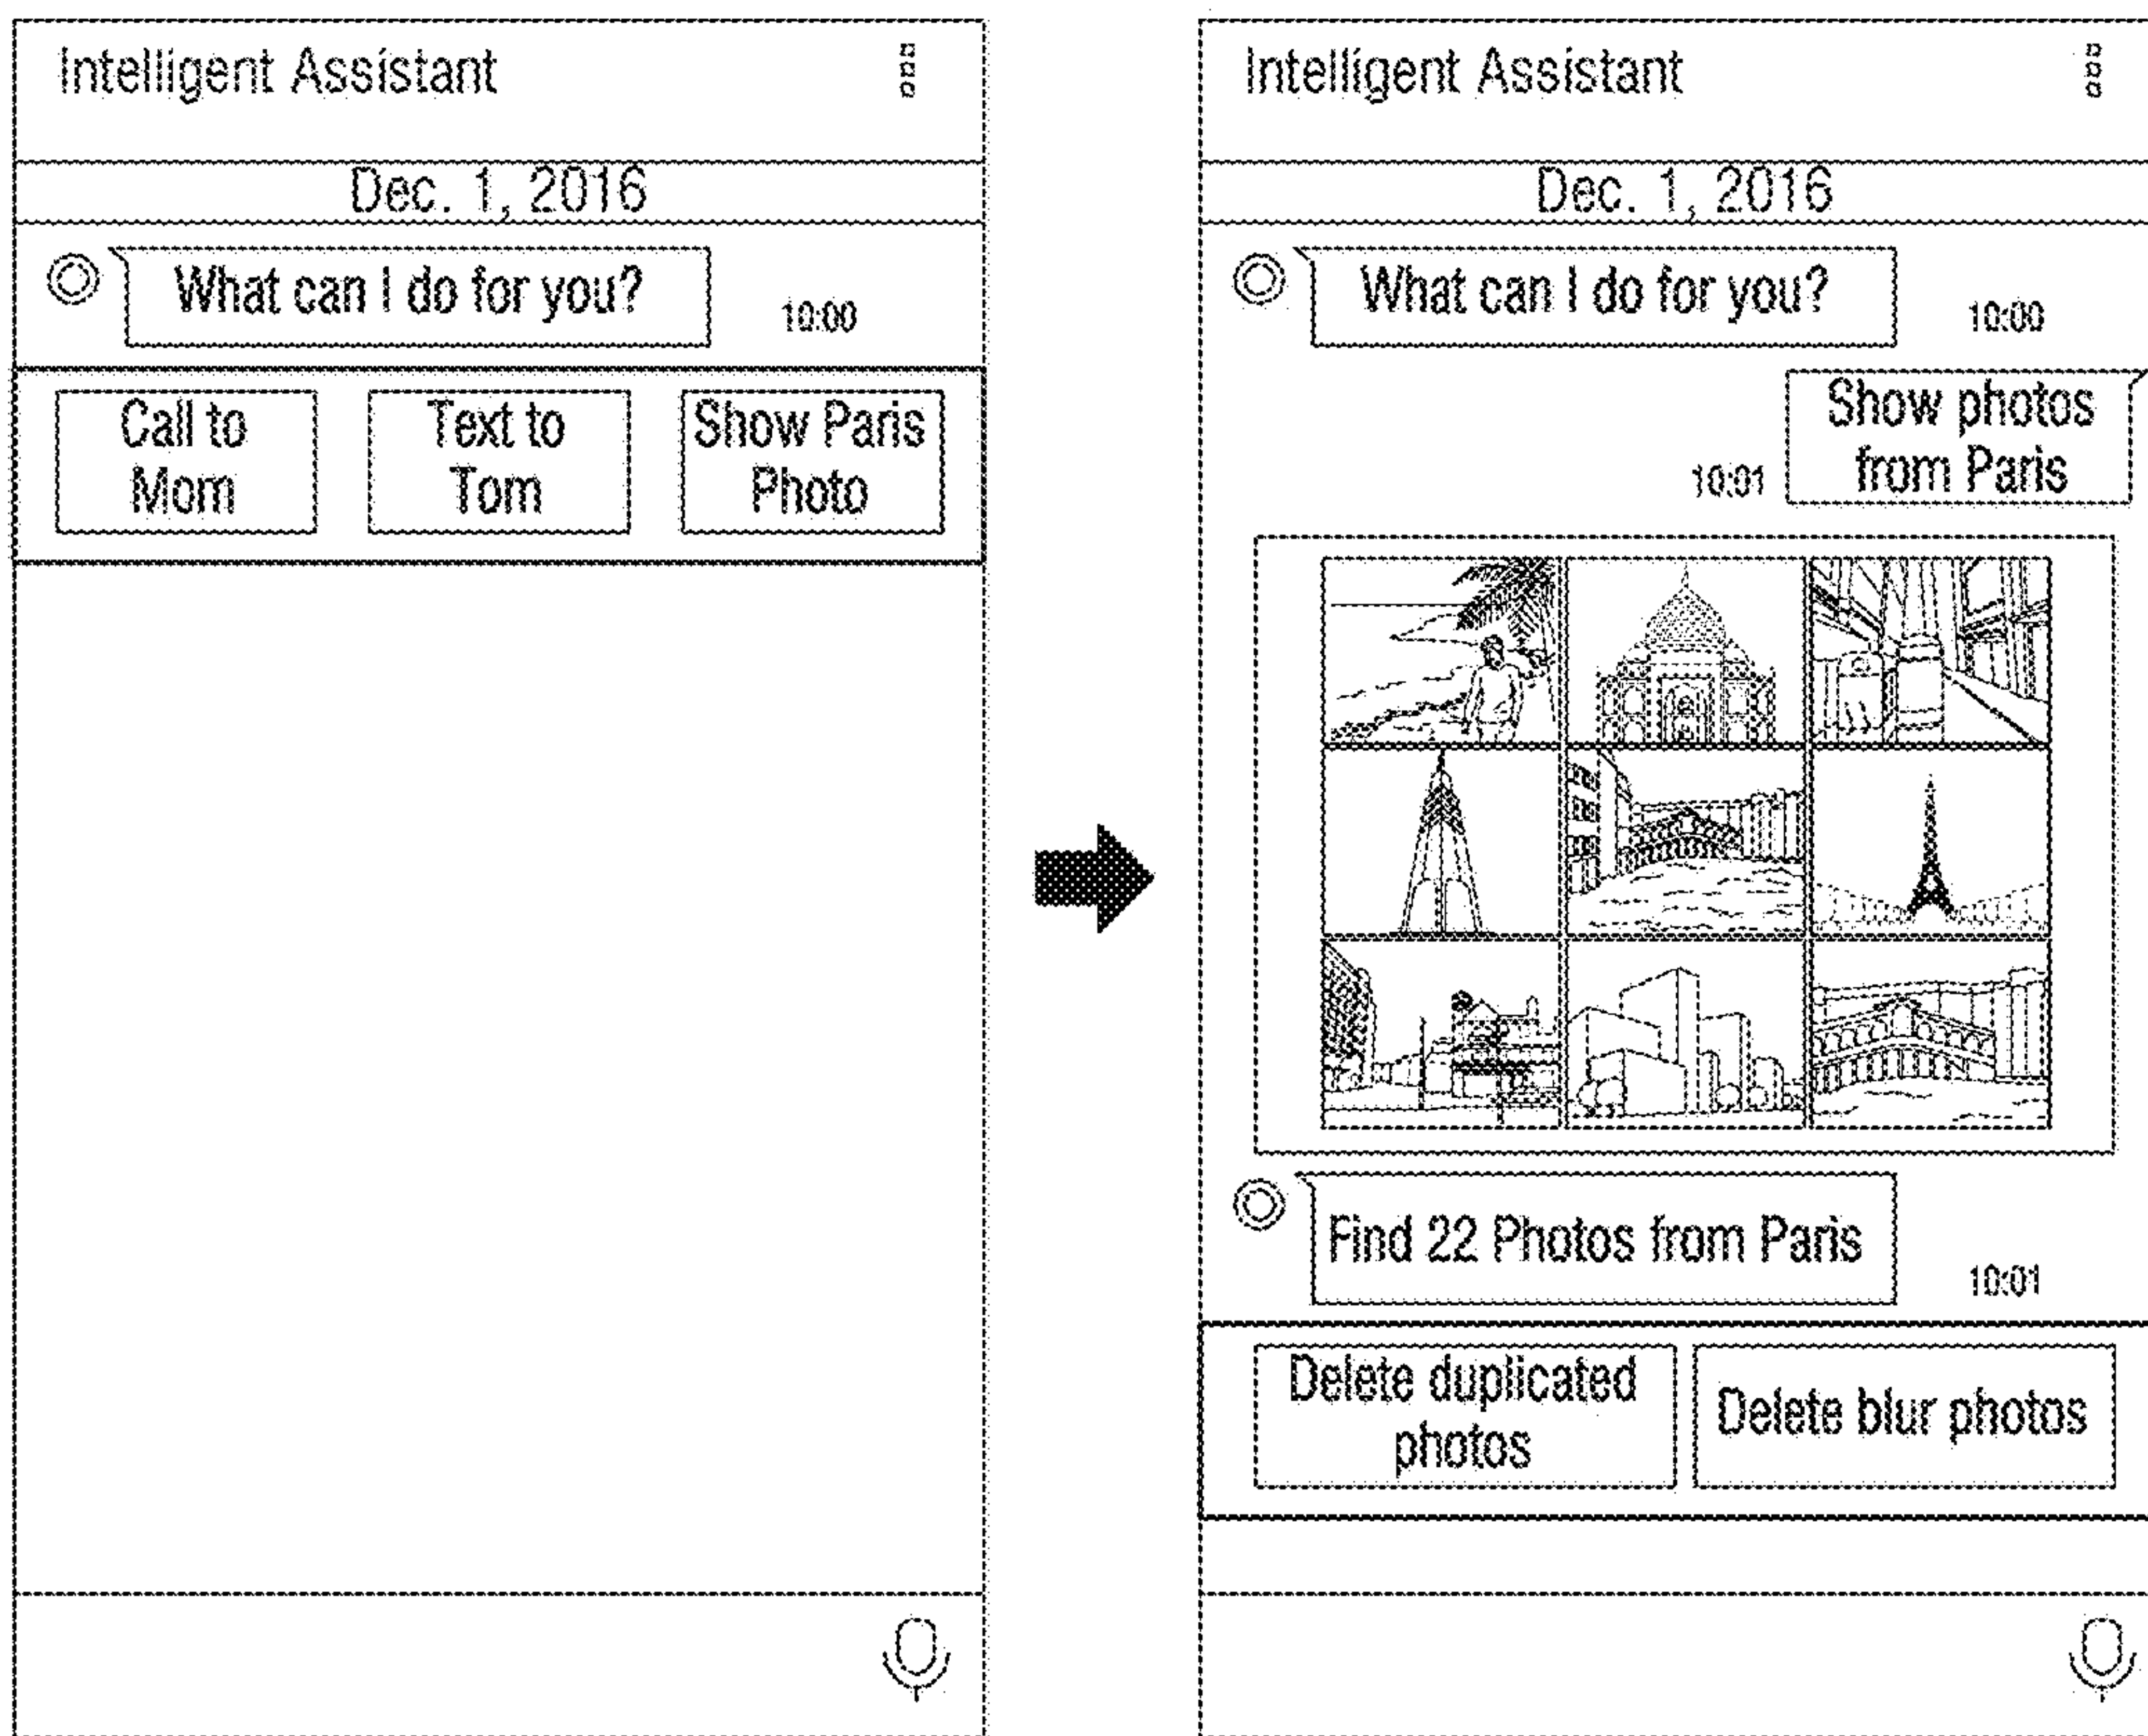 Intelligent Assistant
Dec. 1, 2016
What can I do for you?
10:00
Call to
Mom
Text to
Tom
Show Paris
Photo
Intelligent Assistant
Dec. 1, 2016
What can I do for you?
10:00
Show photos
from Paris
10:01
Find 22 Photos from Paris
10:01
Delete duplicated
photos
Delete blur photos